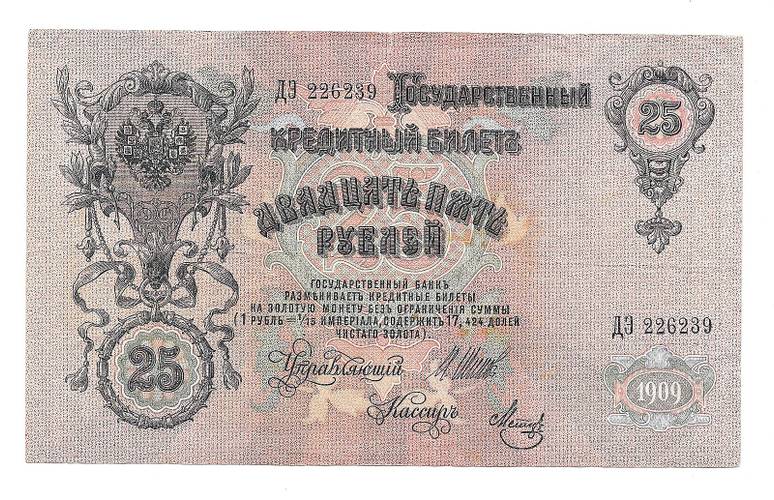 ДЭ 226239 Государственный
25
Кредитный Билетъ
Двадцать пять
рублей
Государственный Банкъ
размѣниваетъ кредитные билеты
на золотую монету безъ ограниченія суммы
(1 рубль = 1/15 имперіала, содержитъ 17,424 долей
чистаго золота).
ДЭ 226239
25
Управляющій
Кассиръ
1909